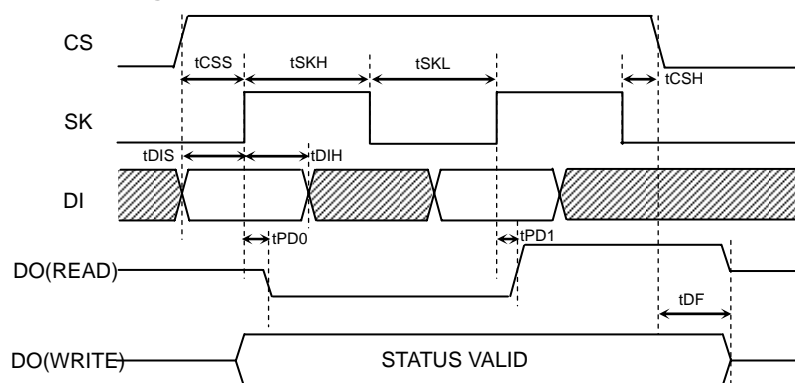 CS
tCSS tSKH tSKL tCSH
SK
tDIS tDIH
DI
tPD0 tPD1
DO(READ)
tDF
DO(WRITE) STATUS VALID